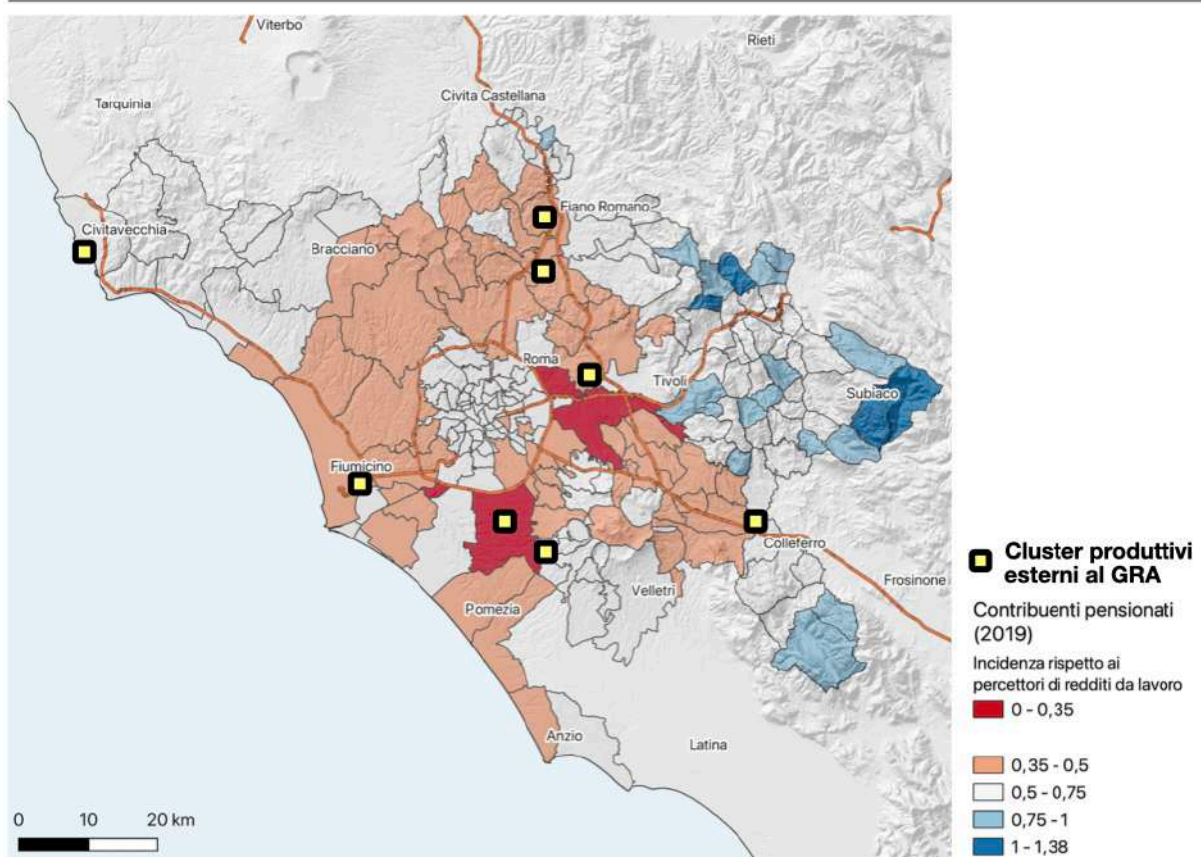 Viterbo
Rieti
Tarquinia
Civita Castellana
Fiano Romano
Civitavecchia
Bracciano
Roma
Tivoli
Subiaco
Fiumicino
Colleferro
Frosinone
Velletri
Pomezia
Anzio
Latina
0 10 20 km
Cluster produttivi
esterni al GRA
Contribuenti pensionati
(2019)
Incidenza rispetto ai
percettori di redditi da lavoro
0 - 0,35
0,35 - 0,5
0,5 - 0,75
0,75 - 1
1 - 1,38